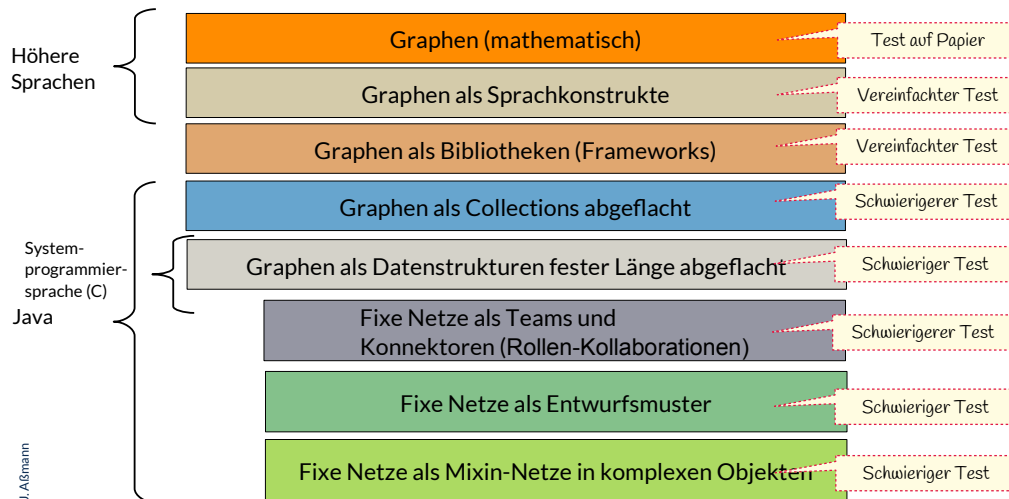 Höhere
Sprachen
Graphen (mathematisch)
Test auf Papier
Graphen als Sprachkonstrukte
Vereinfachter Test
Graphen als Bibliotheken (Frameworks)
Vereinfachter Test
Graphen als Collections abgeflacht
Schwierigerer Test
System-
programmier-
sprache (C)
Java
Graphen als Datenstrukturen fester Länge abgeflacht
Schwieriger Test
Fixe Netze als Teams und
Konnektoren (Rollen-Kollaborationen)
Schwierigerer Test
Fixe Netze als Entwurfsmuster
Schwieriger Test
Fixe Netze als Mixin-Netze in komplexen Objekten
Schwieriger Test
U. Aßmann